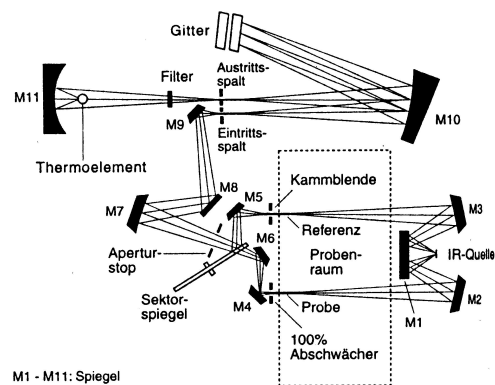 Gitter
Filter
Austritts-
spalt
M11
M9
M10
Eintritts-
spalt
Thermoelement
M8
M5
Kammblende
M7
M3
M6
Referenz
Apertur-
stop
Proben-
raum
IR-Quelle
Sektor-
spiegel
M4
Probe
M2
M1
100%
Abschwächer
M1 - M11: Spiegel